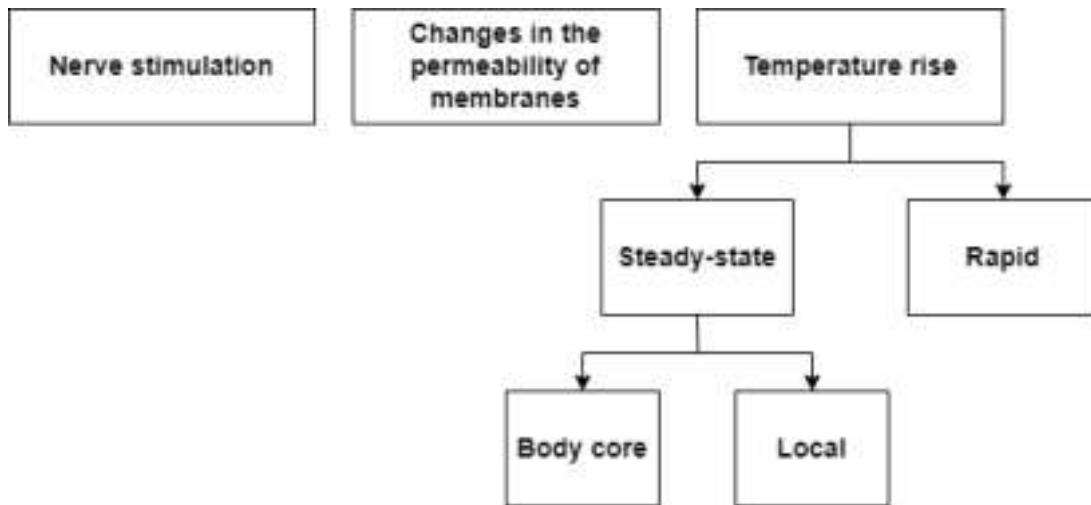 Nerve stimulation
Changes in the
permeability of
membranes
Temperature rise
Steady-state
Rapid
Body core
Local